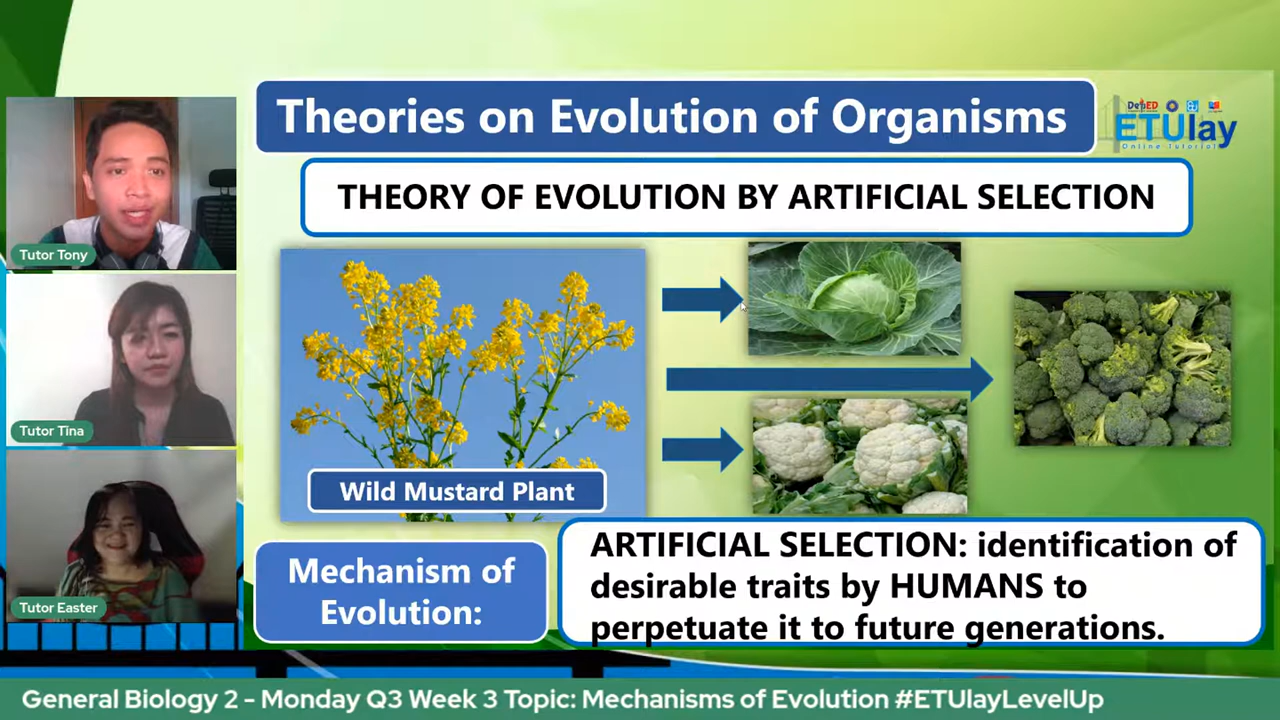 Theories on Evolution of Organisms
DepED
ETUlay
Online Tutorial
THEORY OF EVOLUTION BY ARTIFICIAL SELECTION
Tutor Tony
Tutor Tina
Tutor Easter
Wild Mustard Plant
Mechanism of
Evolution:
ARTIFICIAL SELECTION: identification of
desirable traits by HUMANS to
perpetuate it to future generations.
General Biology 2 - Monday Q3 Week 3 Topic: Mechanisms of Evolution #ETUlayLevelUp